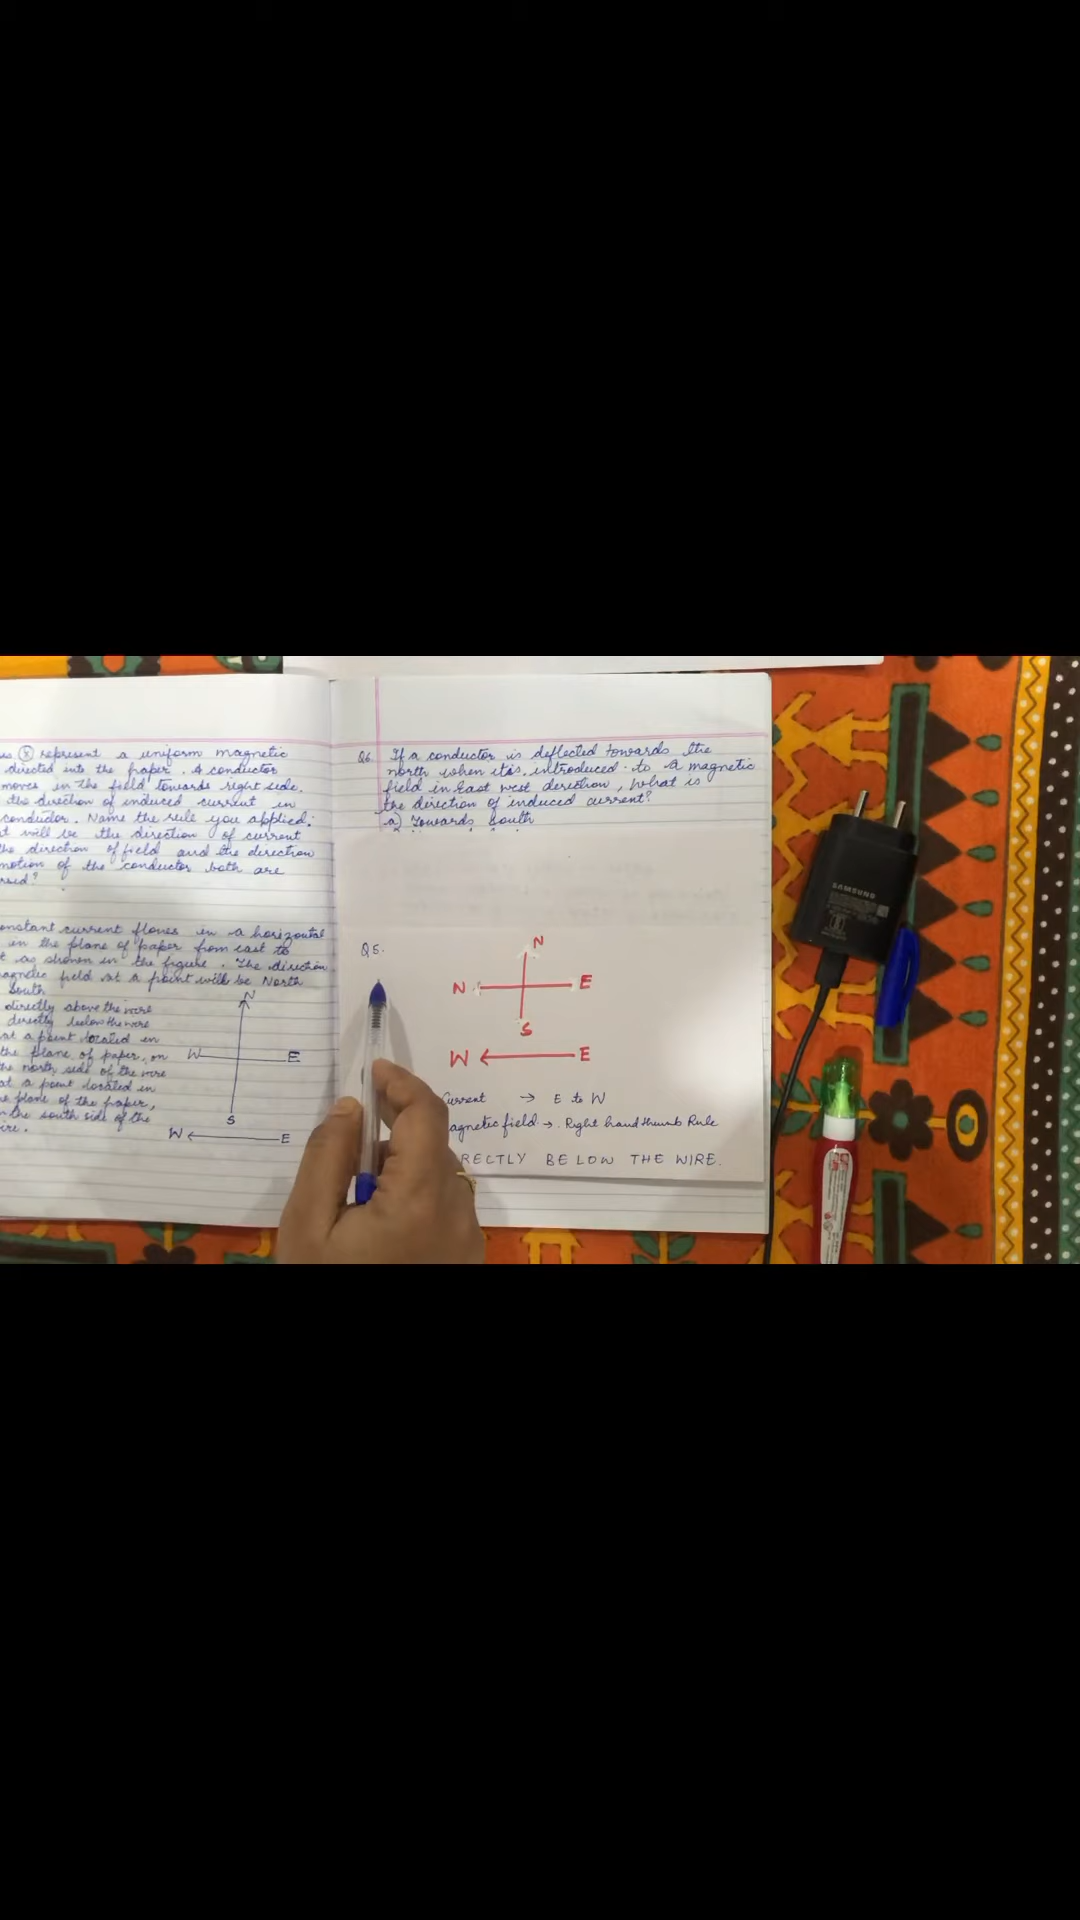 represent a uniform magnetic
directed into the paper. A conductor
moves in the field towards right side.
the direction of induced current in
conductor. Name the rule you applied.
will be the direction of current
direction of field and the direction
motion of the conductor both are
constant current flows in a horizontal
in the plane of paper from east to
as shown in the figure. The direction
magnetic field at a point will be North
South
directly above the wire
directly below the wire
at a point located in
the plane of paper, on
the north side of the wire
at a point located in
plane of the paper,
the south side of the
N
W E
S
W E
Q6. If a conductor is deflected towards the
north when it is introduced to a magnetic
field in East west direction, what is
the direction of induced current?
a) Towards South
Q5.
N
N E
S
W E
Current → E to W
agnetic field → Right hand thumb Rule
RECTLY BELOW THE WIRE.
SAMSUNG